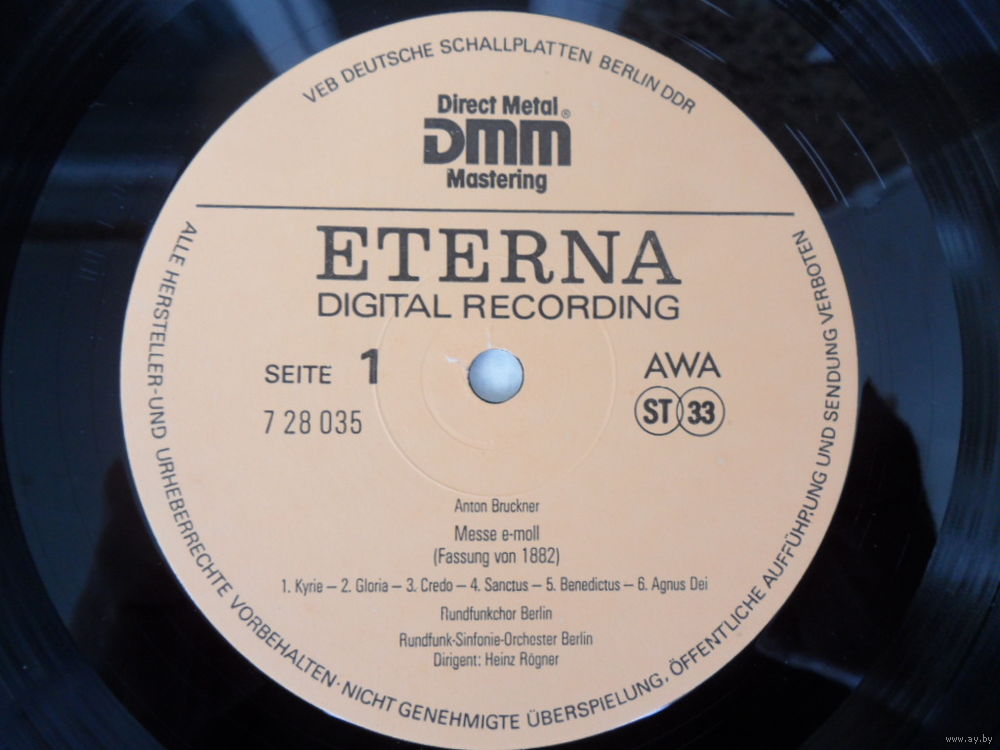 VEB DEUTSCHE SCHALLPLATTEN BERLIN DDR
Direct Metal
DMM®
Mastering
ETERNA
DIGITAL RECORDING
SEITE 1
7 28 035
AWA
ST 33
Anton Bruckner
Messe e-moll
(Fassung von 1882)
1. Kyrie – 2. Gloria – 3. Credo – 4. Sanctus – 5. Benedictus – 6. Agnus Dei
Rundfunkchor Berlin
Rundfunk-Sinfonie-Orchester Berlin
Dirigent: Heinz Rögner
ALLE HERSTELLER-UND URHEBERRECHTE VORBEHALTEN·NICHT GENEHMIGTE ÜBERSPIELUNG, ÖFFENTLICHE AUFFÜHRUNG UND SENDUNG VERBOTEN
www.ay.by